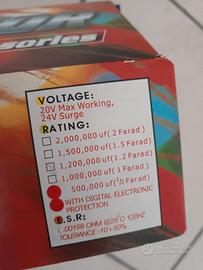 sories
VOLTAGE:
20V Max Working,
24V Surge
RATING:
2,000,000 uf (2 Farad)
1,500,000 uf (1.5 Farad)
1,200,000 uf (1.2 Farad)
1,000,000 uf (1 Farad)
500,000 uf (1/2 Farad)
WITH DIGITAL ELECTRONIC
PROTECTION
E.S.R:
.00198 OHM @25°C 120HZ
TOLERANCE -10 + 50%